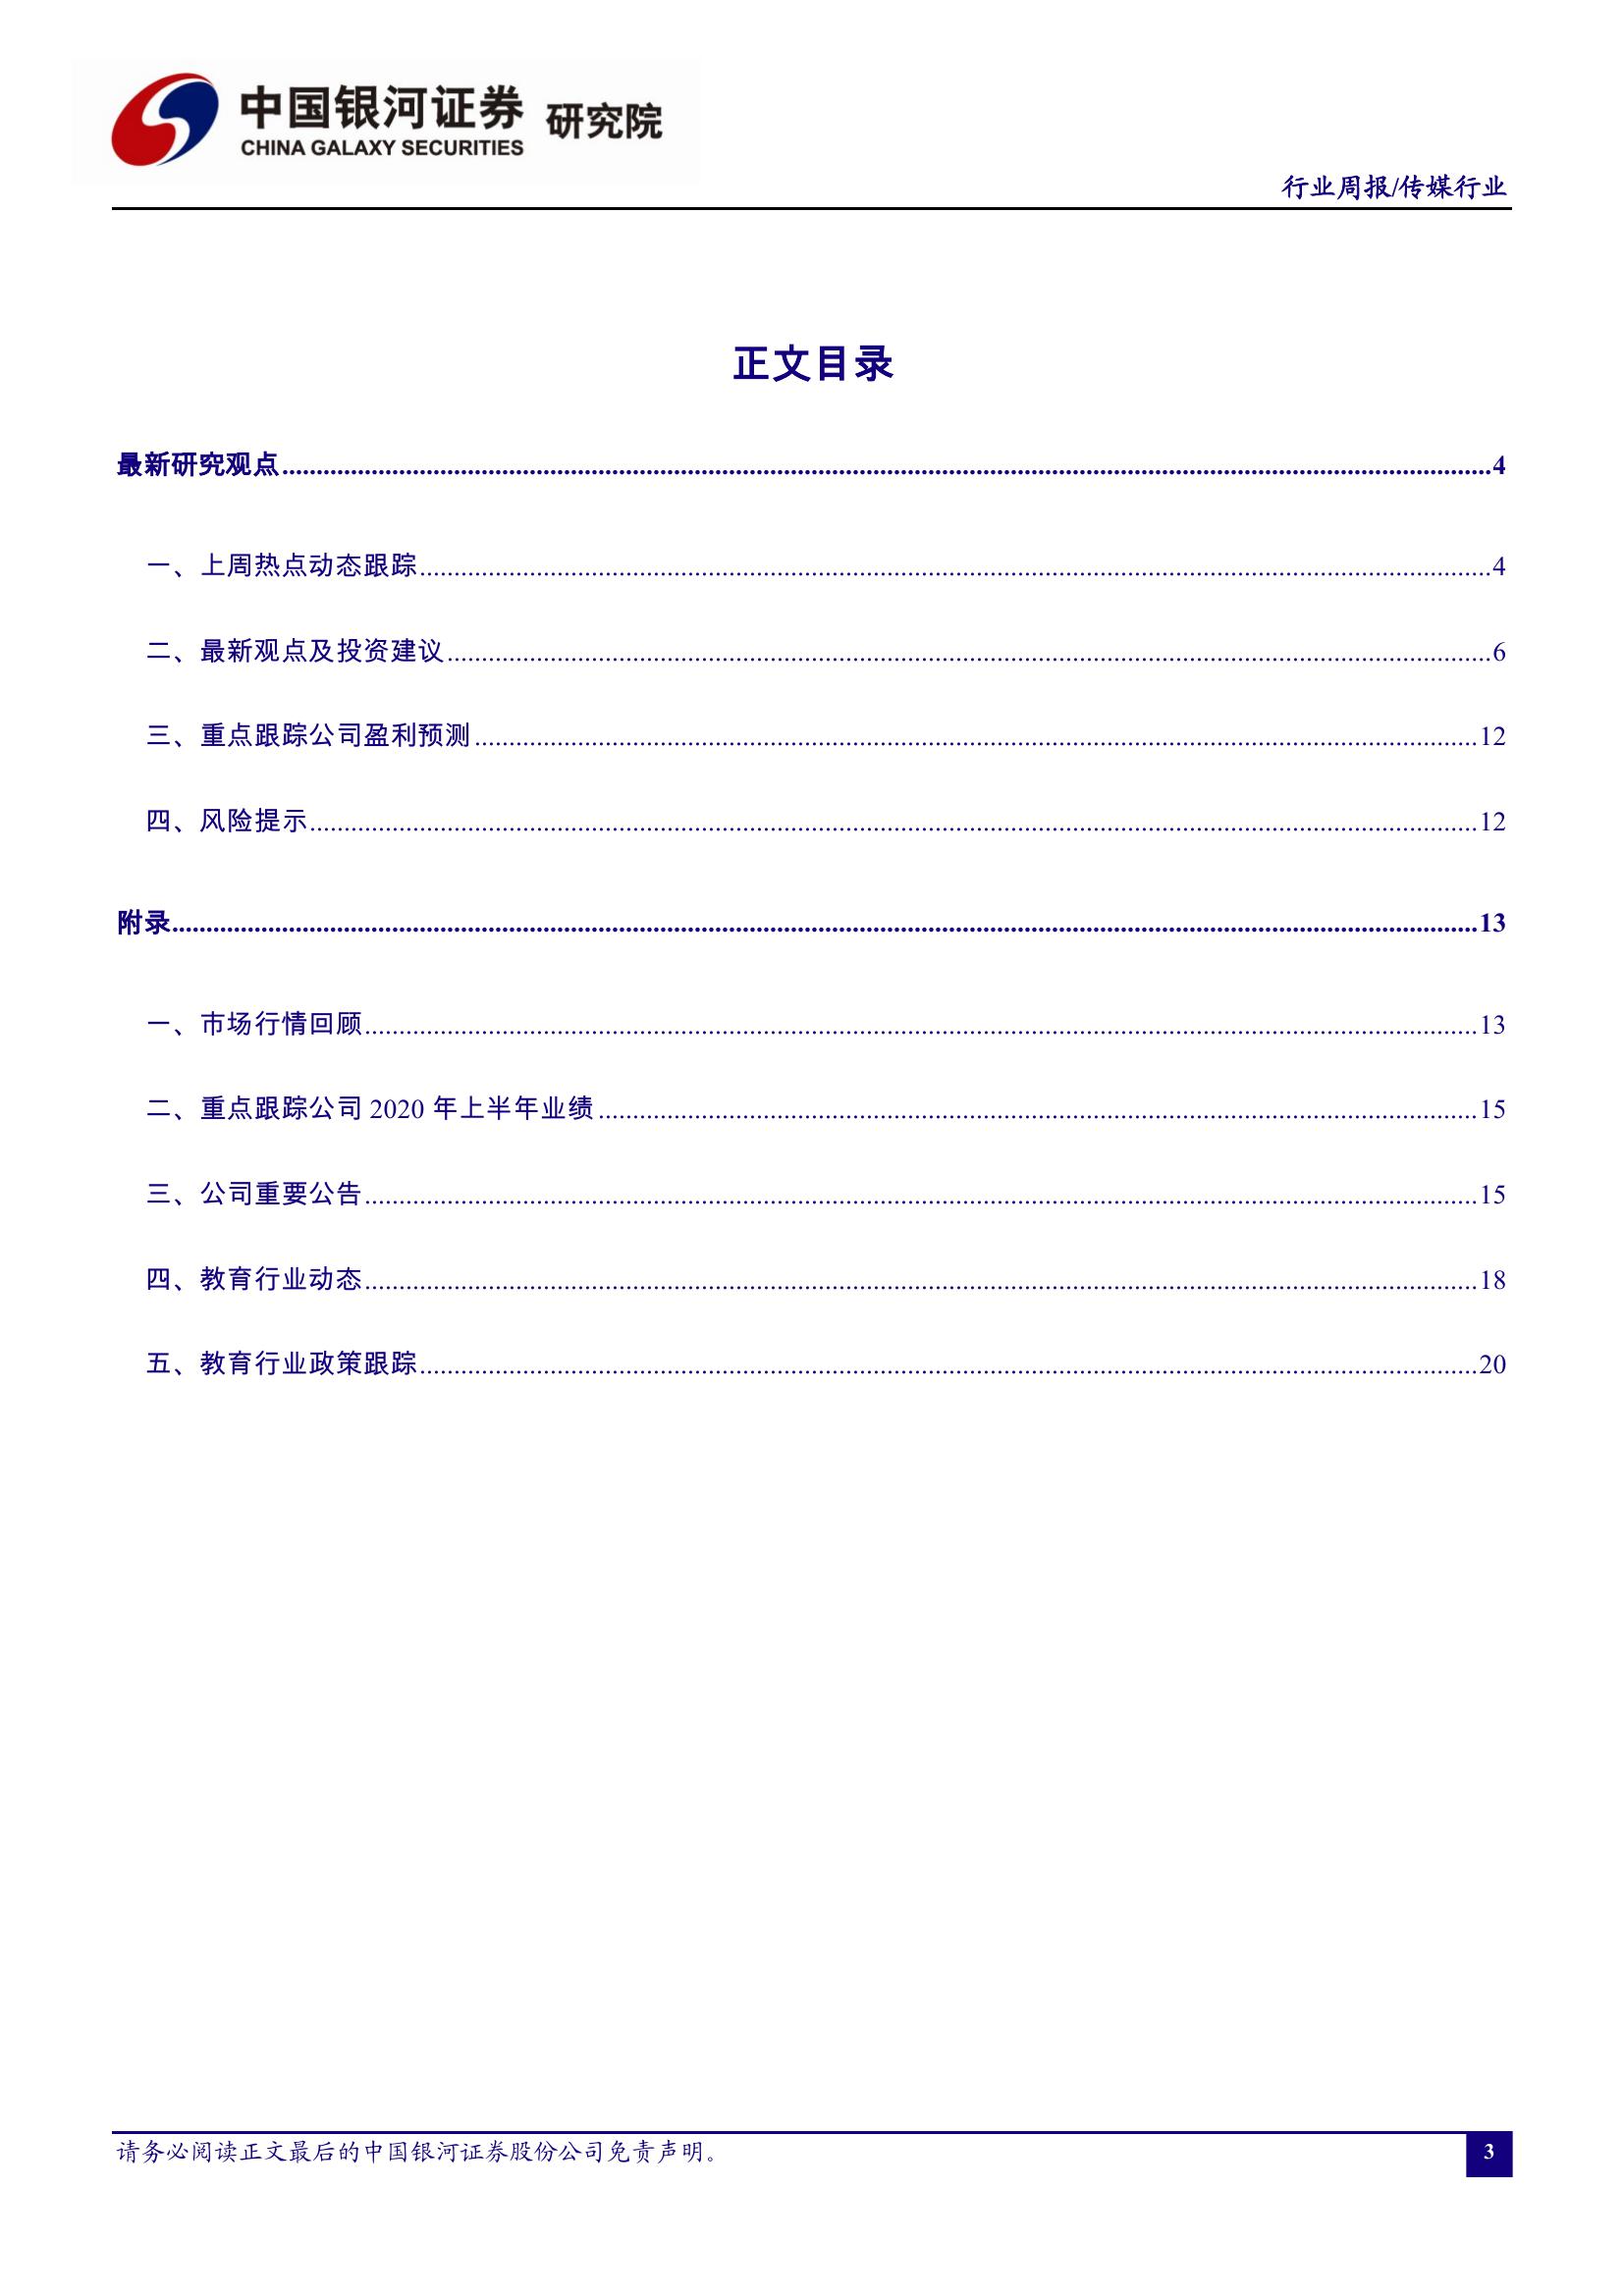 中国银河证券 研究院
CHINA GALAXY SECURITIES
行业周报/传媒行业
正文目录
最新研究观点........................................4
一、上周热点动态跟踪........................................4
二、最新观点及投资建议........................................6
三、重点跟踪公司盈利预测........................................12
四、风险提示........................................12
附录........................................13
一、市场行情回顾........................................13
二、重点跟踪公司 2020 年上半年业绩........................................15
三、公司重要公告........................................15
四、教育行业动态........................................18
五、教育行业政策跟踪........................................20
请务必阅读正文最后的中国银河证券股份公司免责声明。
3